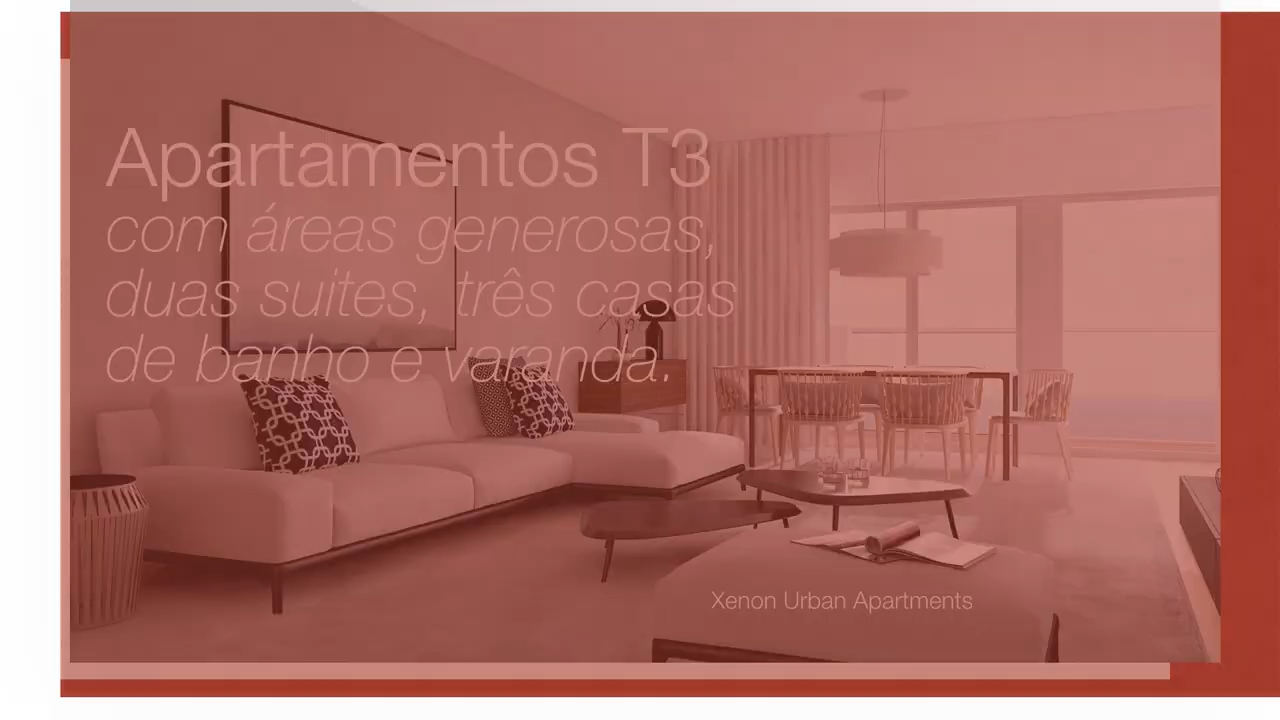 Apartamentos T3
com áreas generosas,
duas suites, três casas
de banho e varanda.
Xenon Urban Apartments